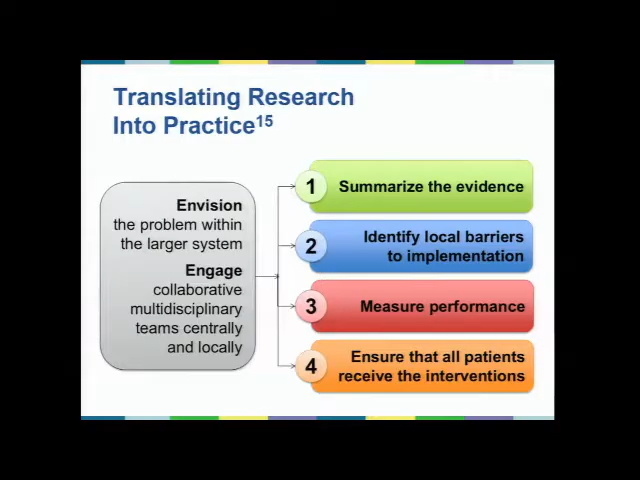 Translating Research
Into Practice15
Envision
the problem within
the larger system
Engage
collaborative
multidisciplinary
teams centrally
and locally
1
Summarize the evidence
2
Identify local barriers
to implementation
3
Measure performance
4
Ensure that all patients
receive the interventions